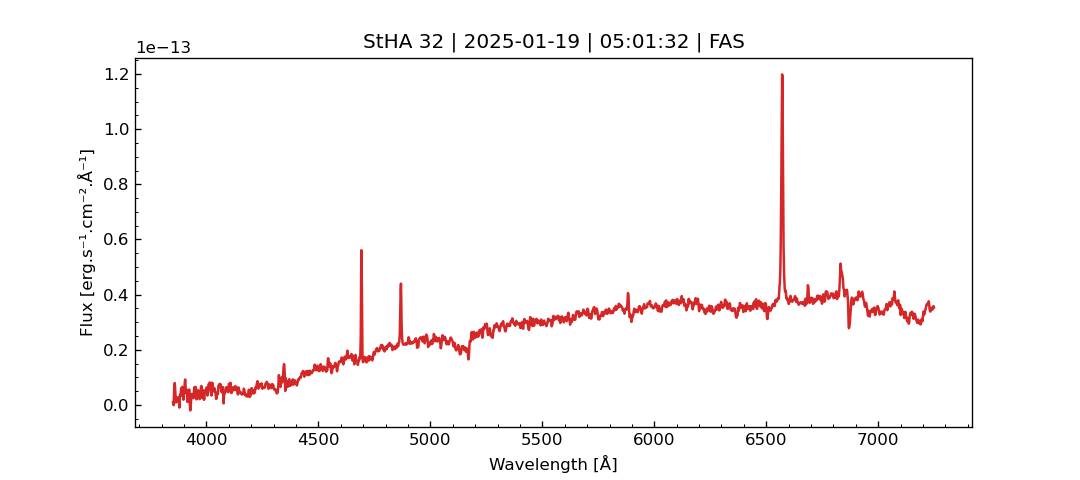 StHA 32 | 2025-01-19 | 05:01:32 | FAS
1e−13
1.2
1.0
0.8
0.6
0.4
0.2
0.0
Flux [erg.s⁻¹.cm⁻².Å⁻¹]
4000 4500 5000 5500 6000 6500 7000
Wavelength [Å]